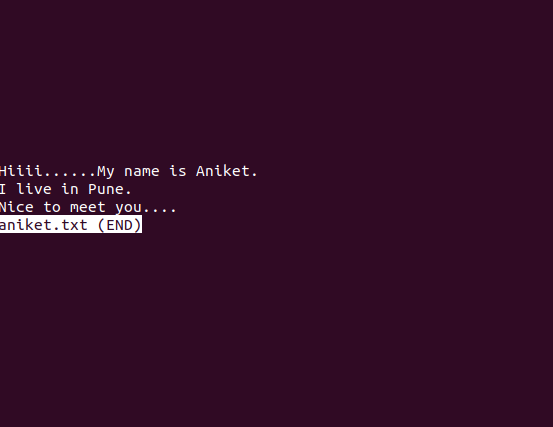 Hiiii......My name is Aniket.
I live in Pune.
Nice to meet you....
aniket.txt (END)